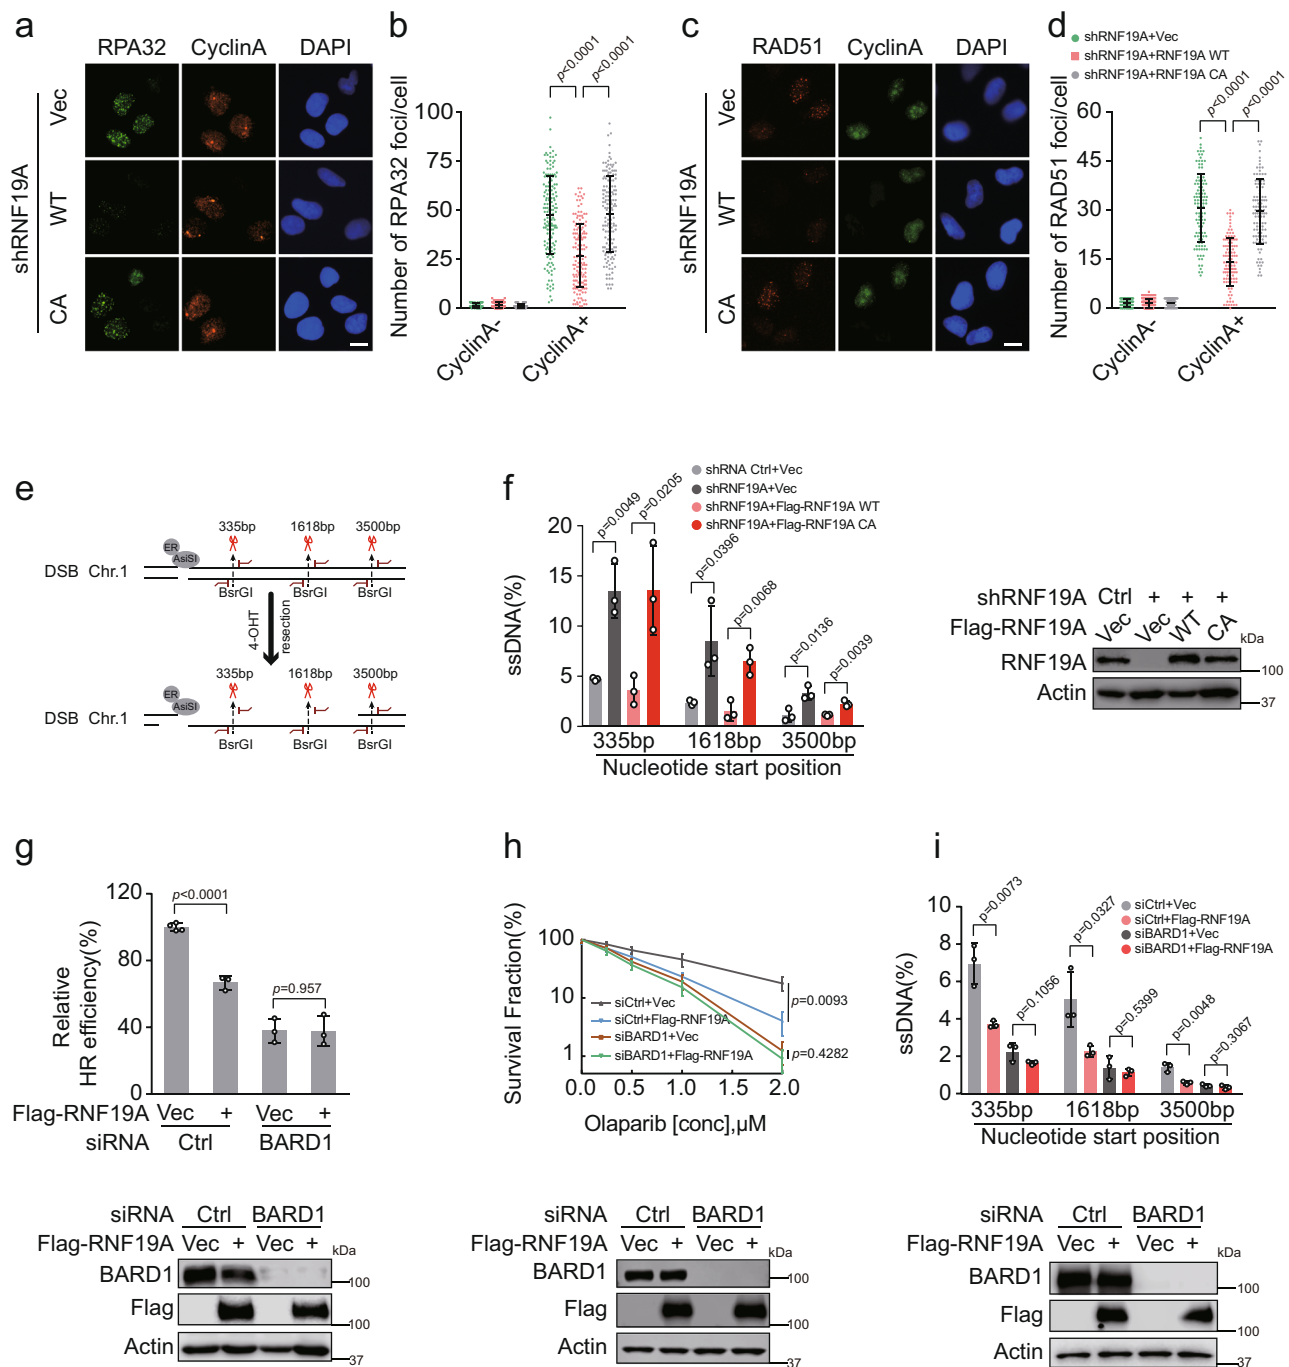 a
RPA32 CyclinA DAPI
shRNF19A
Vec
WT
CA
b
Number of RPA32 foci/cell
100
75
50
25
0
p<0.0001 p<0.0001
CyclinA- CyclinA+
c
RAD51 CyclinA DAPI
shRNF19A
Vec
WT
CA
d
shRNF19A+Vec
shRNF19A+RNF19A WT
shRNF19A+RNF19A CA
Number of RAD51 foci/cell
60
45
30
15
0
p<0.0001 p<0.0001
CyclinA- CyclinA+
e
335bp 1618bp 3500bp
ER
AsiSI
DSB Chr.1
BsrGI BsrGI BsrGI
4-OHT
resection
335bp 1618bp 3500bp
ER
AsiSI
DSB Chr.1
BsrGI BsrGI BsrGI
f
shRNA Ctrl+Vec
shRNF19A+Vec
shRNF19A+Flag-RNF19A WT
shRNF19A+Flag-RNF19A CA
ssDNA(%)
20
15
10
5
0
p=0.0049 p=0.0205
p=0.0396 p=0.0068
p=0.0136 p=0.0039
335bp 1618bp 3500bp
Nucleotide start position
shRNF19A Ctrl + + +
Flag-RNF19A Vec Vec WT CA
kDa
RNF19A 100
Actin 37
g
Relative
HR efficiency(%)
120
80
40
0
p<0.0001
p=0.957
Flag-RNF19A Vec + Vec +
siRNA Ctrl BARD1
siRNA Ctrl BARD1
Flag-RNF19A Vec + Vec + kDa
BARD1 100
Flag 100
Actin 37
h
Survival Fraction(%)
100
10
1
siCtrl+Vec
siCtrl+Flag-RNF19A
siBARD1+Vec
siBARD1+Flag-RNF19A
p=0.0093
p=0.4282
0.0 0.5 1.0 2.0
Olaparib [conc],μM
siRNA Ctrl BARD1
Flag-RNF19A Vec + Vec + kDa
BARD1 100
Flag 100
Actin 37
i
siCtrl+Vec
siCtrl+Flag-RNF19A
siBARD1+Vec
siBARD1+Flag-RNF19A
ssDNA(%)
10
8
6
4
2
0
p=0.0073 p=0.1056
p=0.0327 p=0.5399
p=0.0048 p=0.3067
335bp 1618bp 3500bp
Nucleotide start position
siRNA Ctrl BARD1
Flag-RNF19A Vec + Vec + kDa
BARD1 100
Flag 100
Actin 37